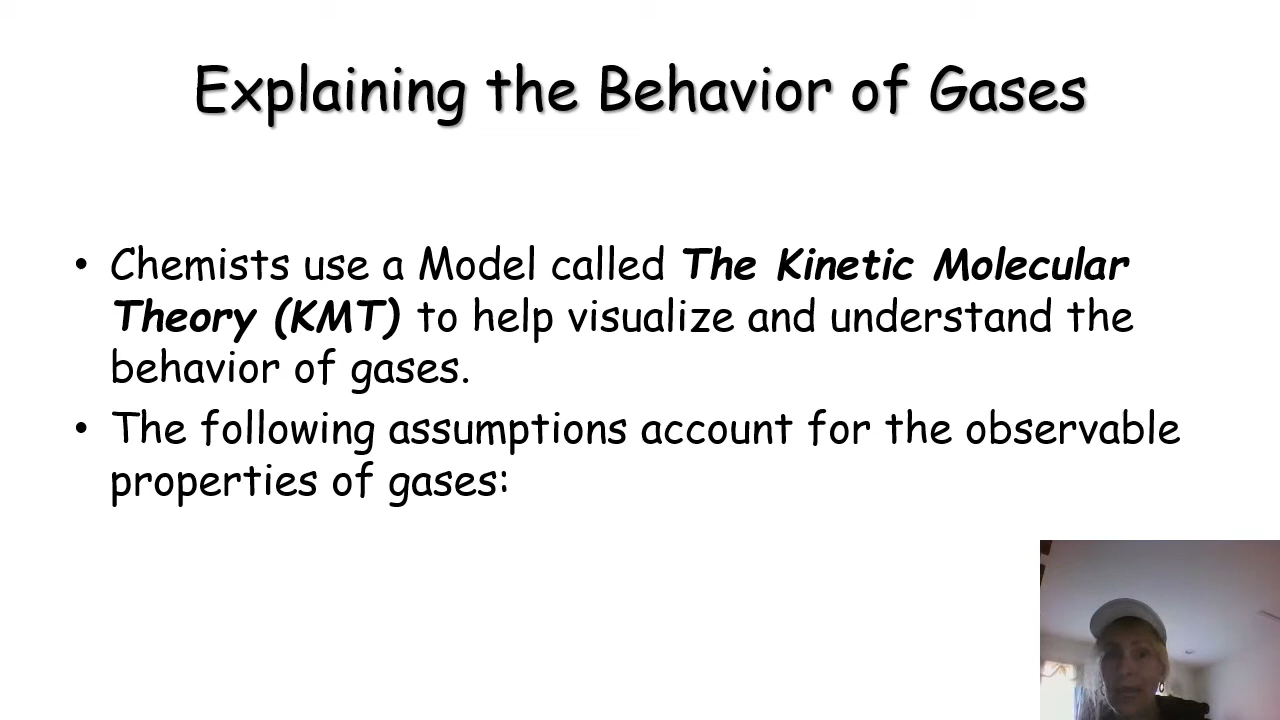 Explaining the Behavior of Gases
• Chemists use a Model called The Kinetic Molecular
Theory (KMT) to help visualize and understand the
behavior of gases.
• The following assumptions account for the observable
properties of gases: